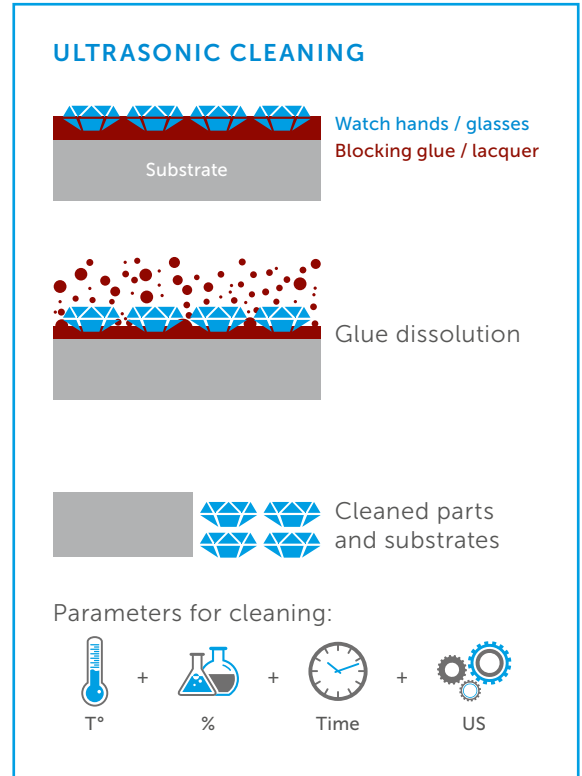 ULTRASONIC CLEANING
Watch hands / glasses
Blocking glue / lacquer
Substrate
Glue dissolution
Cleaned parts
and substrates
Parameters for cleaning:
+ + +
T° % Time US